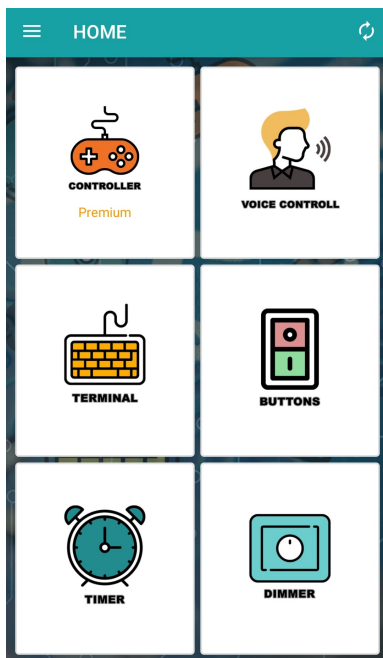 HOME
CONTROLLER
Premium
VOICE CONTROLL
TERMINAL
BUTTONS
TIMER
DIMMER